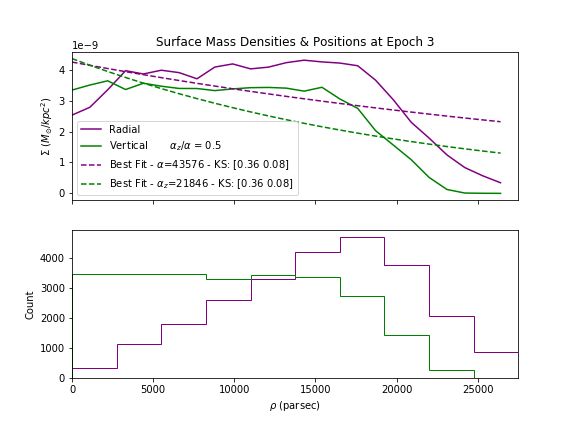 Surface Mass Densities & Positions at Epoch 3
1e−9
Σ (M⊙/kpc²)
4
3
2
1
0
Radial
Vertical α_z/α = 0.5
Best Fit - α=43576 - KS: [0.36 0.08]
Best Fit - α_z=21846 - KS: [0.36 0.08]
Count
4000
3000
2000
1000
0
0 5000 10000 15000 20000 25000
ρ (parsec)